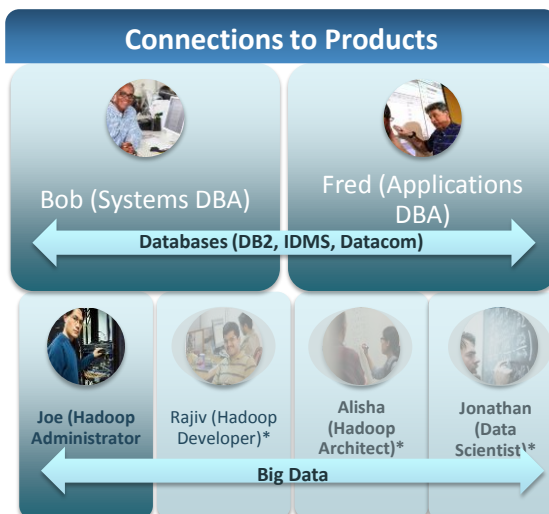 Connections to Products
Bob (Systems DBA)
Fred (Applications
DBA)
Databases (DB2, IDMS, Datacom)
Joe (Hadoop
Administrator
Rajiv (Hadoop
Developer)*
Alisha
(Hadoop
Architect)*
Jonathan
(Data
Scientist)*
Big Data